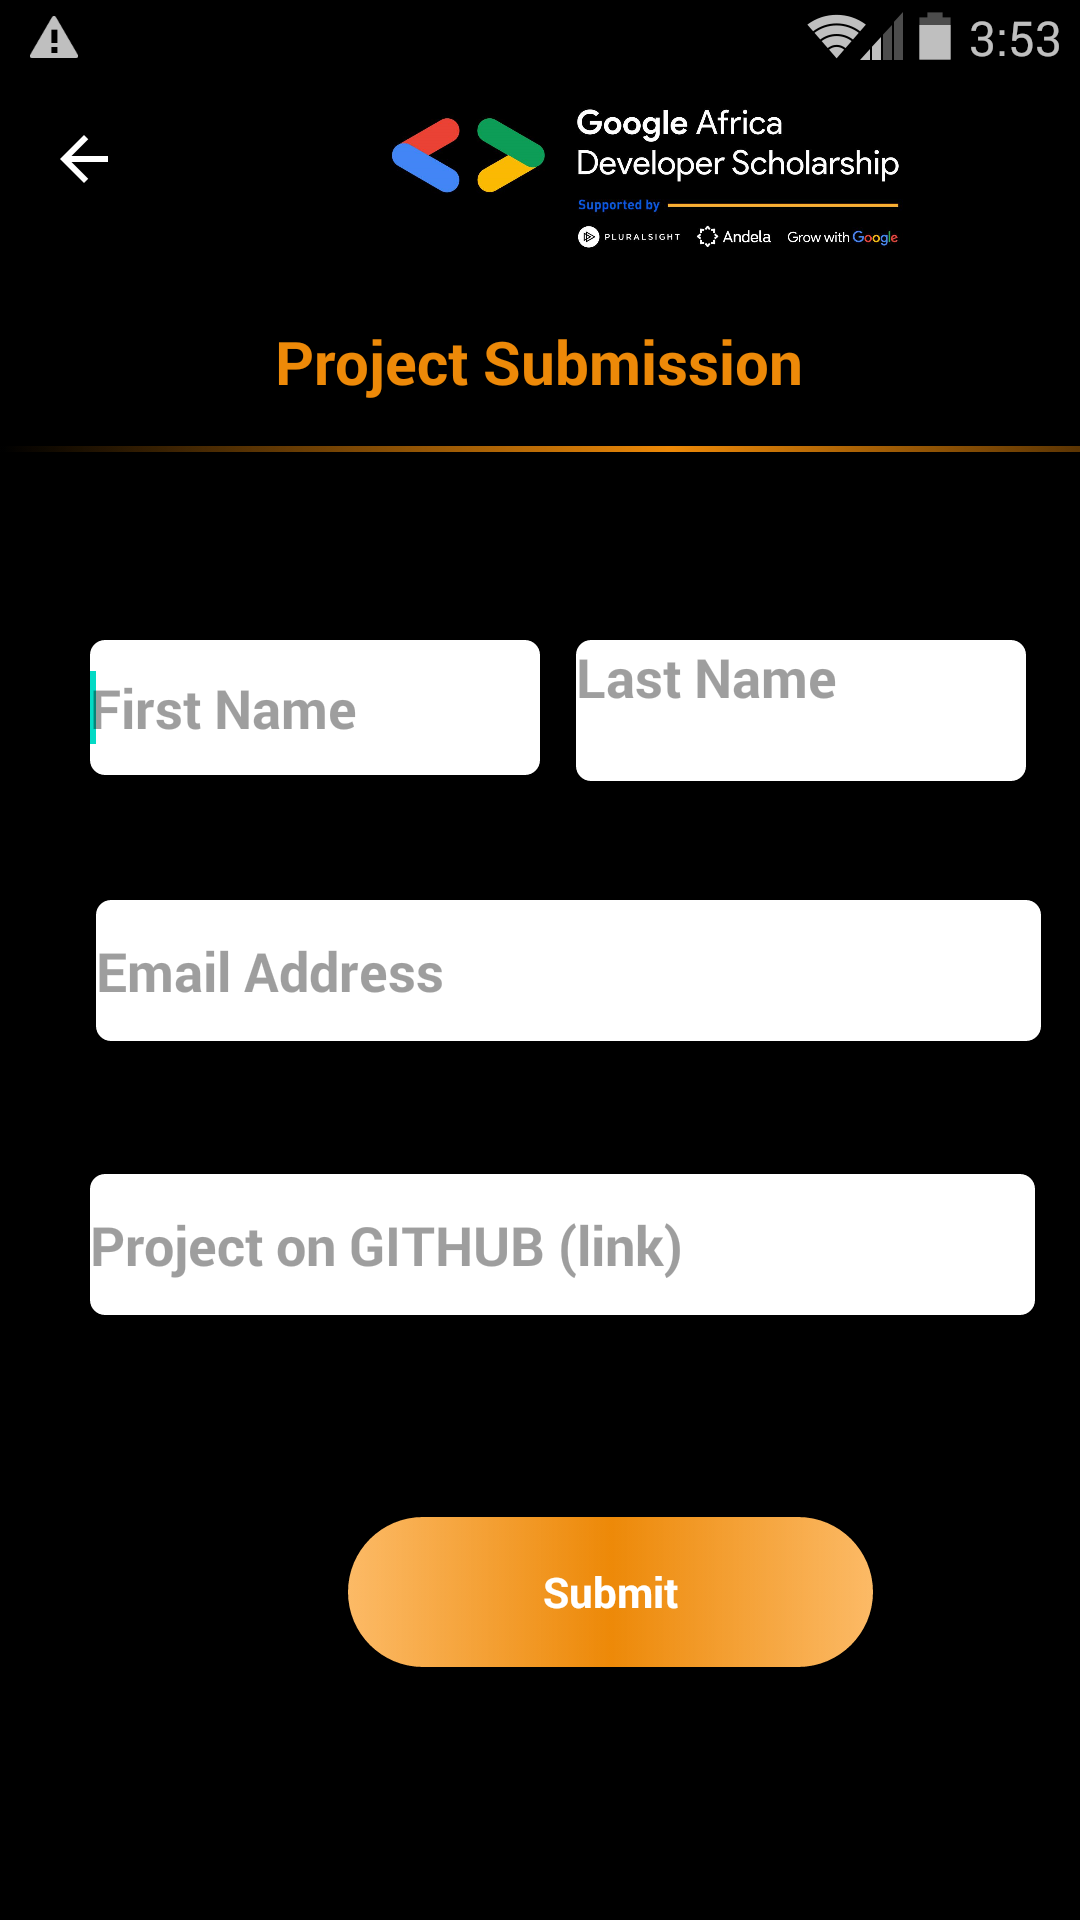 3:53
Google Africa
Developer Scholarship
Supported by
PLURALSIGHT Andela Grow with Google
Project Submission
First Name Last Name
Email Address
Project on GITHUB (link)
Submit